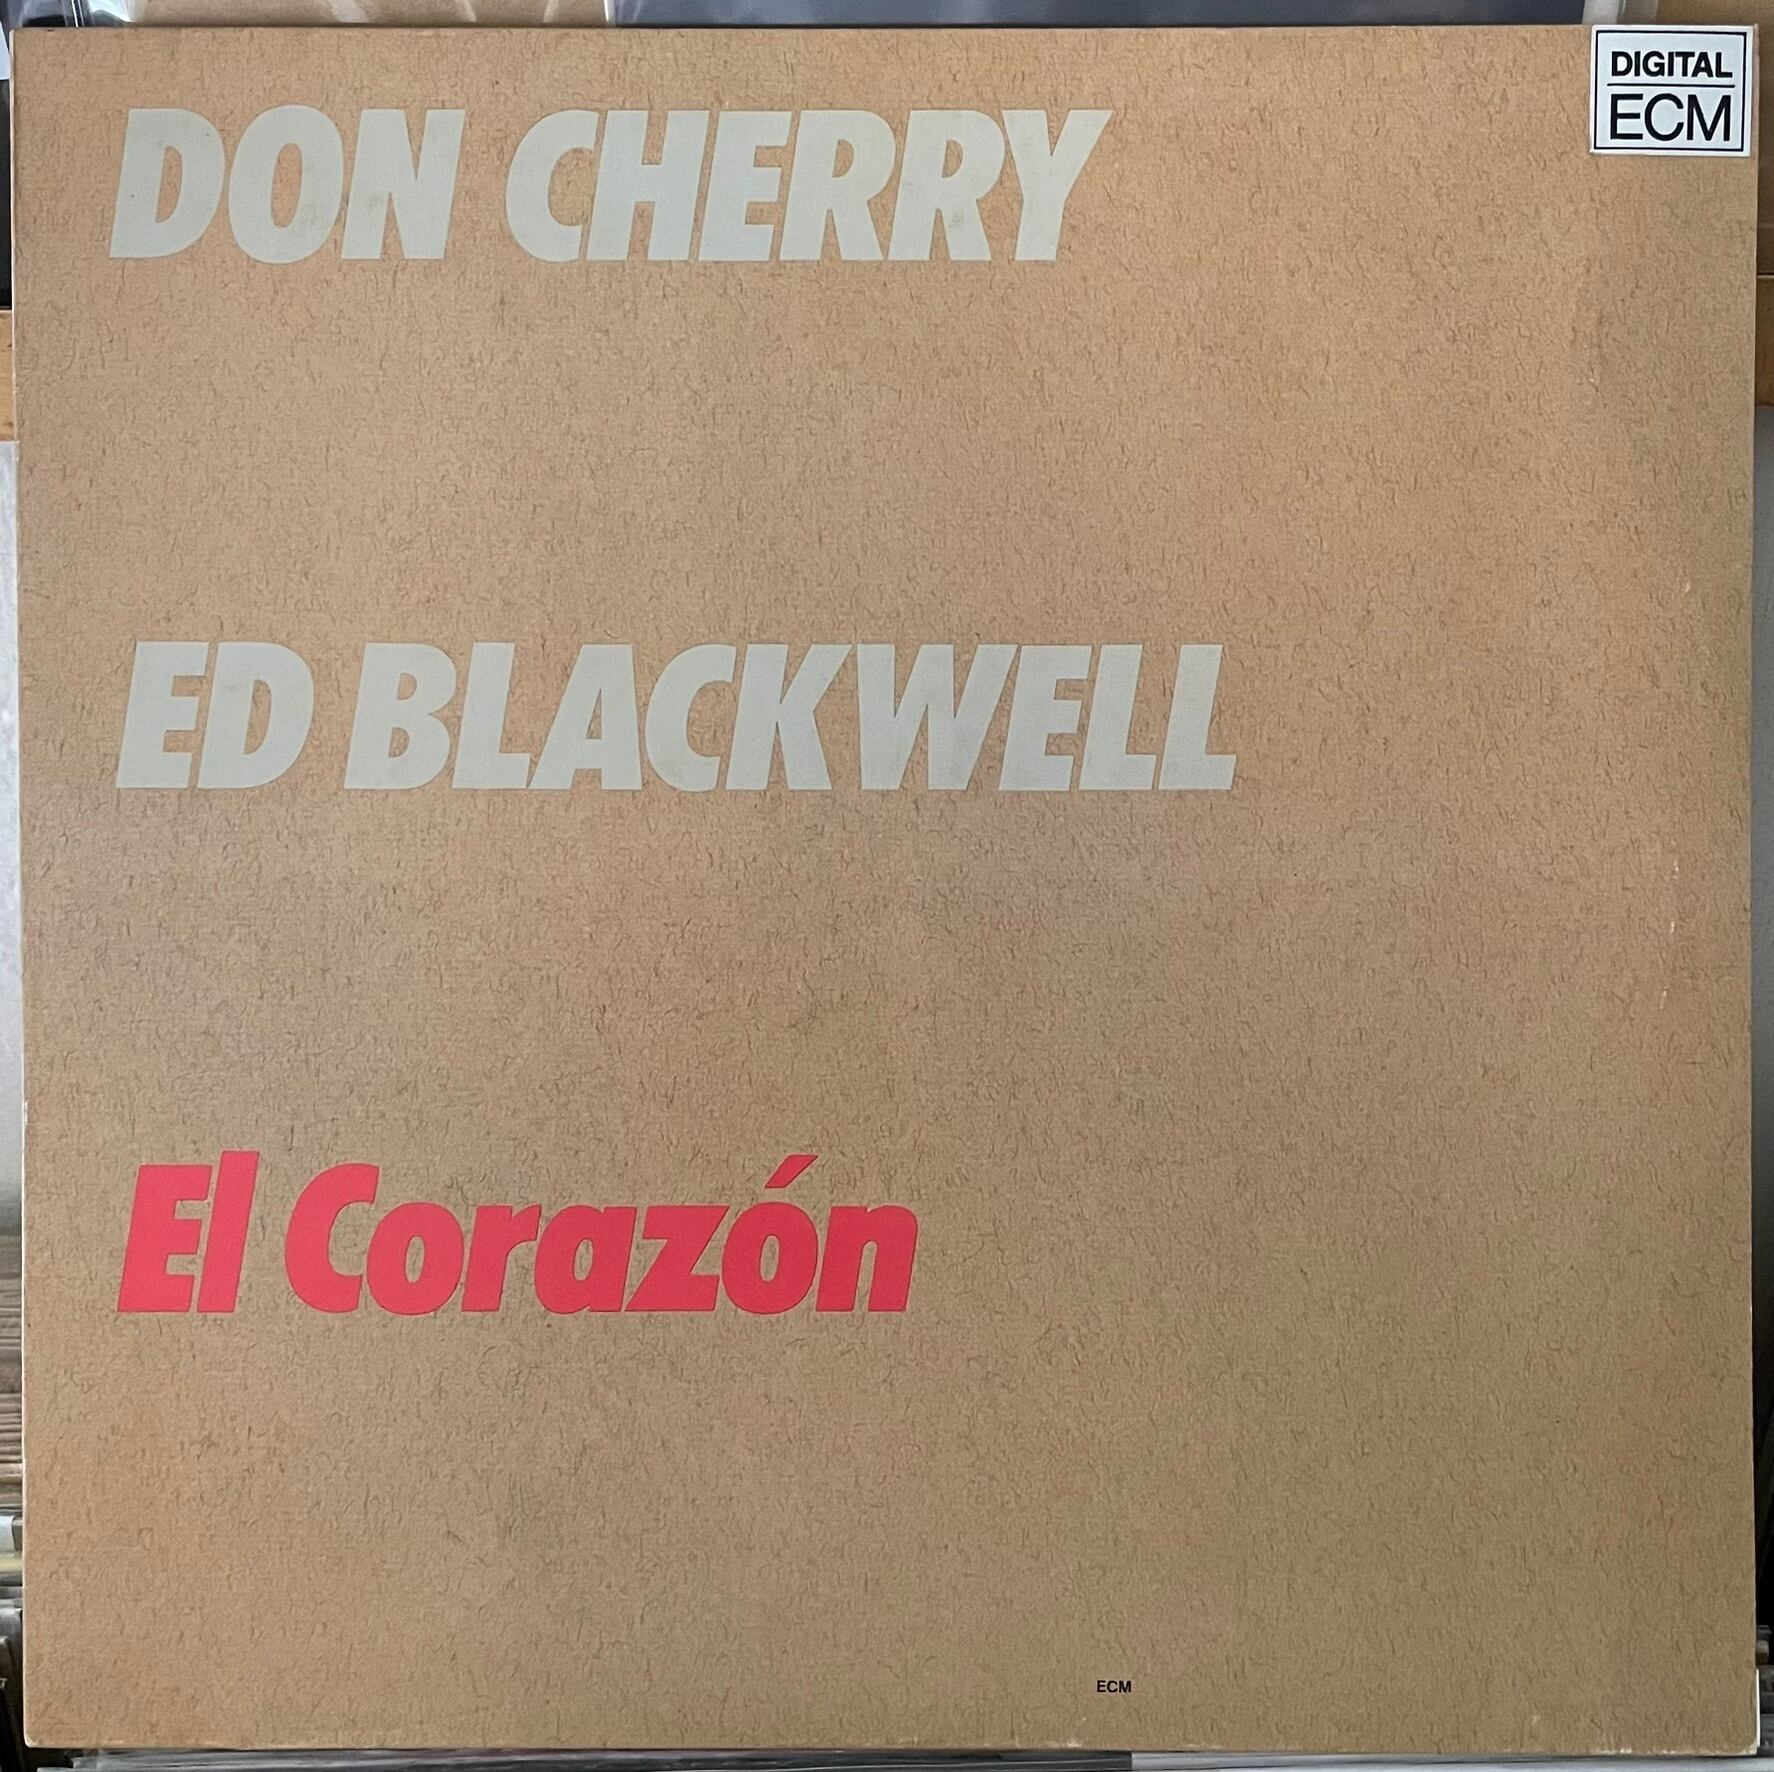 DIGITAL
ECM
DON CHERRY
ED BLACKWELL
El Corazón
ECM